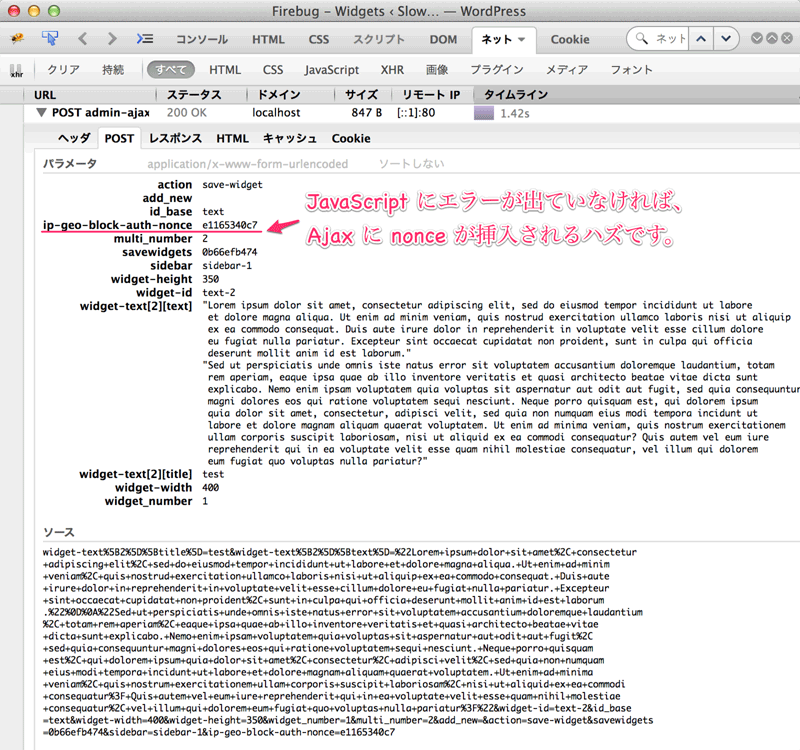 Firebug – Widgets ‹ Slow... — WordPress
コンソール HTML CSS スクリプト DOM ネット Cookie ネット
xhr クリア 持続 すべて HTML CSS JavaScript XHR 画像 プラグイン メディア フォント
URL ステータス ドメイン サイズ リモート IP タイムライン
POST admin-ajax 200 OK localhost 847 B [::1]:80 1.42s
ヘッダ POST レスポンス HTML キャッシュ Cookie
パラメータ application/x-www-form-urlencoded ソートしない
action save-widget
add_new
id_base text
ip-geo-block-auth-nonce e1165340c7
JavaScript にエラーが出ていなければ、
Ajax に nonce が挿入されるハズです。
multi_number 2
savewidgets 0b66efb474
sidebar sidebar-1
widget-height 350
widget-id text-2
widget-text[2][text] "Lorem ipsum dolor sit amet, consectetur adipiscing elit, sed do eiusmod tempor incididunt ut labore
et dolore magna aliqua. Ut enim ad minim veniam, quis nostrud exercitation ullamco laboris nisi ut aliquip
ex ea commodo consequat. Duis aute irure dolor in reprehenderit in voluptate velit esse cillum dolore
eu fugiat nulla pariatur. Excepteur sint occaecat cupidatat non proident, sunt in culpa qui officia
deserunt mollit anim id est laborum."
"Sed ut perspiciatis unde omnis iste natus error sit voluptatem accusantium doloremque laudantium, totam
rem aperiam, eaque ipsa quae ab illo inventore veritatis et quasi architecto beatae vitae dicta sunt
explicabo. Nemo enim ipsam voluptatem quia voluptas sit aspernatur aut odit aut fugit, sed quia consequuntur
magni dolores eos qui ratione voluptatem sequi nesciunt. Neque porro quisquam est, qui dolorem ipsum
quia dolor sit amet, consectetur, adipisci velit, sed quia non numquam eius modi tempora incidunt ut
labore et dolore magnam aliquam quaerat voluptatem. Ut enim ad minima veniam, quis nostrum exercitationem
ullam corporis suscipit laboriosam, nisi ut aliquid ex ea commodi consequatur? Quis autem vel eum iure
reprehenderit qui in ea voluptate velit esse quam nihil molestiae consequatur, vel illum qui dolorem
eum fugiat quo voluptas nulla pariatur?"
widget-text[2][title] test
widget-width 400
widget_number 1
ソース
widget-text%5B2%5D%5Btitle%5D=test&widget-text%5B2%5D%5Btext%5D=%22Lorem+ipsum+dolor+sit+amet%2C+consectetur
+adipiscing+elit%2C+sed+do+eiusmod+tempor+incididunt+ut+labore+et+dolore+magna+aliqua.+Ut+enim+ad+minim
+veniam%2C+quis+nostrud+exercitation+ullamco+laboris+nisi+ut+aliquip+ex+ea+commodo+consequat.+Duis+aute
+irure+dolor+in+reprehenderit+in+voluptate+velit+esse+cillum+dolore+eu+fugiat+nulla+pariatur.+Excepteur
+sint+occaecat+cupidatat+non+proident%2C+sunt+in+culpa+qui+officia+deserunt+mollit+anim+id+est+laborum
.%22%0D%0A%22Sed+ut+perspiciatis+unde+omnis+iste+natus+error+sit+voluptatem+accusantium+doloremque+laudantium
%2C+totam+rem+aperiam%2C+eaque+ipsa+quae+ab+illo+inventore+veritatis+et+quasi+architecto+beatae+vitae
+dicta+sunt+explicabo.+Nemo+enim+ipsam+voluptatem+quia+voluptas+sit+aspernatur+aut+odit+aut+fugit%2C
+sed+quia+consequuntur+magni+dolores+eos+qui+ratione+voluptatem+sequi+nesciunt.+Neque+porro+quisquam
+est%2C+qui+dolorem+ipsum+quia+dolor+sit+amet%2C+consectetur%2C+adipisci+velit%2C+sed+quia+non+numquam
+eius+modi+tempora+incidunt+ut+labore+et+dolore+magnam+aliquam+quaerat+voluptatem.+Ut+enim+ad+minima
+veniam%2C+quis+nostrum+exercitationem+ullam+corporis+suscipit+laboriosam%2C+nisi+ut+aliquid+ex+ea+commodi
+consequatur%3F+Quis+autem+vel+eum+iure+reprehenderit+qui+in+ea+voluptate+velit+esse+quam+nihil+molestiae
+consequatur%2C+vel+illum+qui+dolorem+eum+fugiat+quo+voluptas+nulla+pariatur%3F%22&widget-id=text-2&id_base
=text&widget-width=400&widget-height=350&widget_number=1&multi_number=2&add_new=&action=save-widget&savewidgets
=0b66efb474&sidebar=sidebar-1&ip-geo-block-auth-nonce=e1165340c7